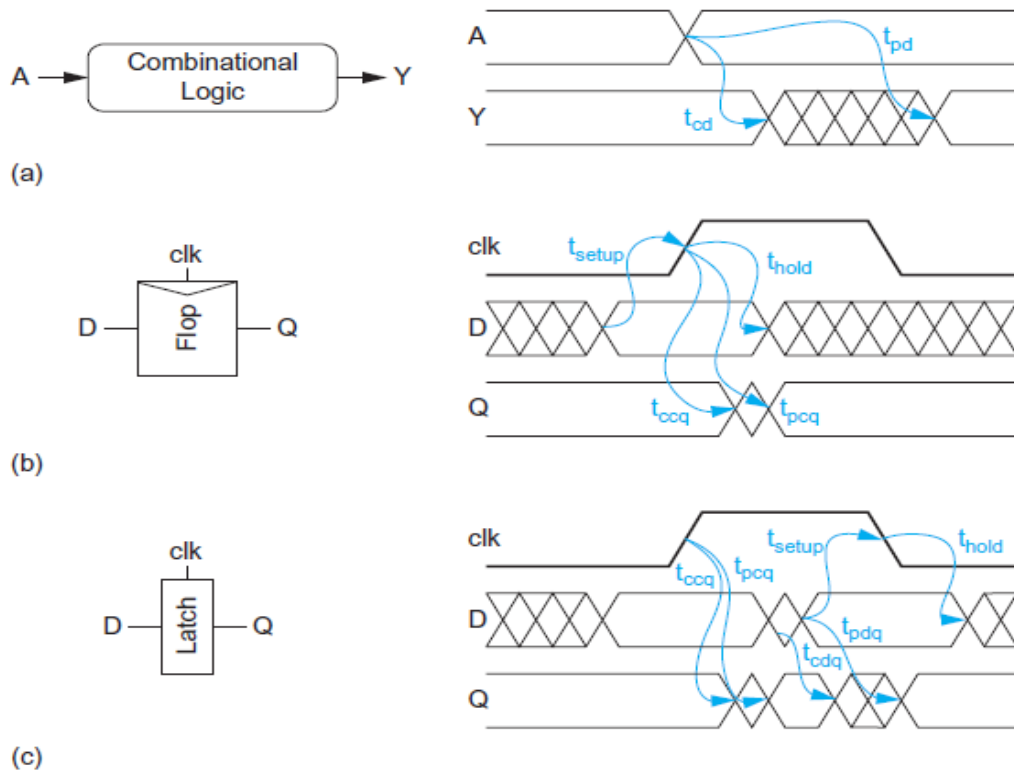 A
Combinational
Logic
Y
A
t_pd
Y
t_cd
(a)
clk
D
Flop
Q
clk
t_setup
t_hold
D
Q
t_ccq
t_pcq
(b)
clk
D
Latch
Q
clk
t_setup
t_hold
t_ccq
t_pcq
D
t_pdq
t_cdq
Q
(c)